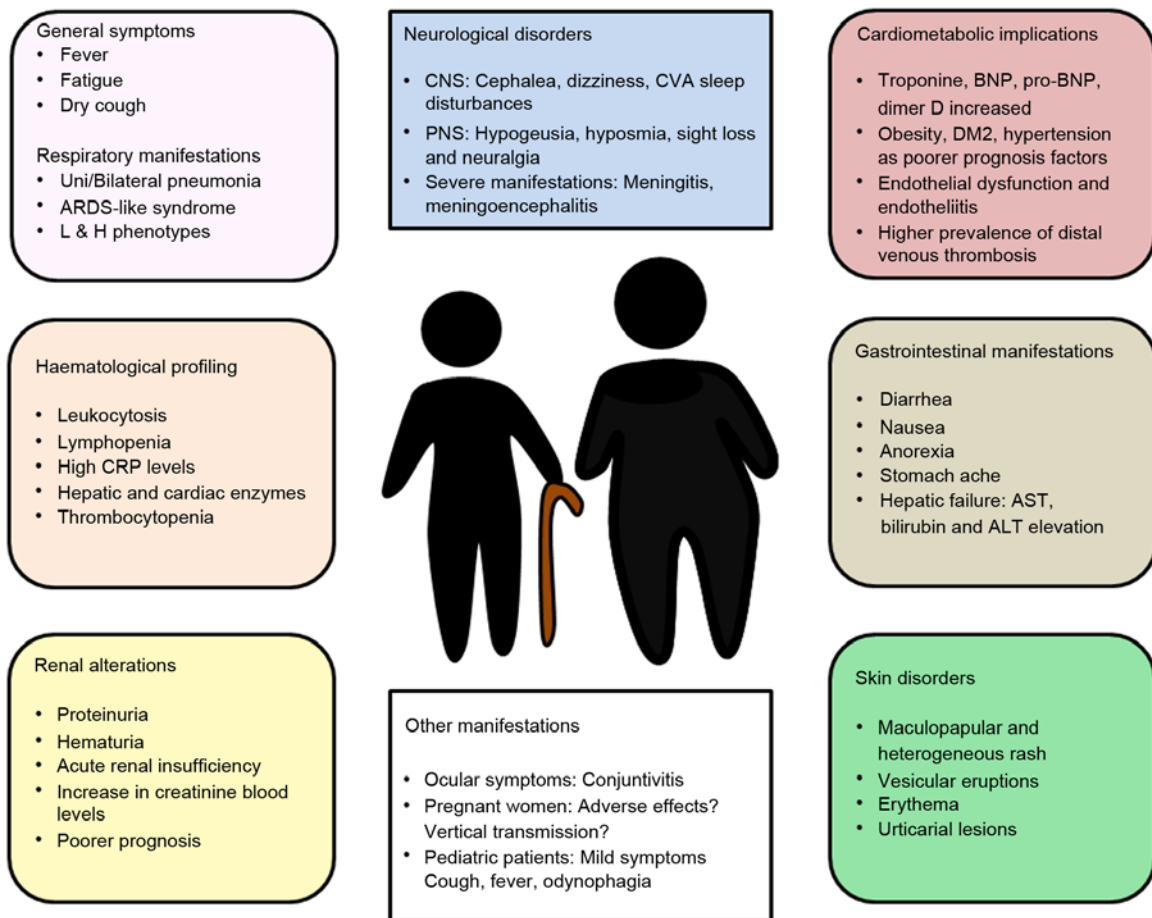 General symptoms
• Fever
• Fatigue
• Dry cough
Respiratory manifestations
• Uni/Bilateral pneumonia
• ARDS-like syndrome
• L & H phenotypes
Neurological disorders
• CNS: Cephalea, dizziness, CVA sleep
disturbances
• PNS: Hypogeusia, hyposmia, sight loss
and neuralgia
• Severe manifestations: Meningitis,
meningoencephalitis
Cardiometabolic implications
• Troponine, BNP, pro-BNP,
dimer D increased
• Obesity, DM2, hypertension
as poorer prognosis factors
• Endothelial dysfunction and
endotheliitis
• Higher prevalence of distal
venous thrombosis
Haematological profiling
• Leukocytosis
• Lymphopenia
• High CRP levels
• Hepatic and cardiac enzymes
• Thrombocytopenia
Gastrointestinal manifestations
• Diarrhea
• Nausea
• Anorexia
• Stomach ache
• Hepatic failure: AST,
bilirubin and ALT elevation
Renal alterations
• Proteinuria
• Hematuria
• Acute renal insufficiency
• Increase in creatinine blood
levels
• Poorer prognosis
Other manifestations
• Ocular symptoms: Conjuntivitis
• Pregnant women: Adverse effects?
Vertical transmission?
• Pediatric patients: Mild symptoms
Cough, fever, odynophagia
Skin disorders
• Maculopapular and
heterogeneous rash
• Vesicular eruptions
• Erythema
• Urticarial lesions